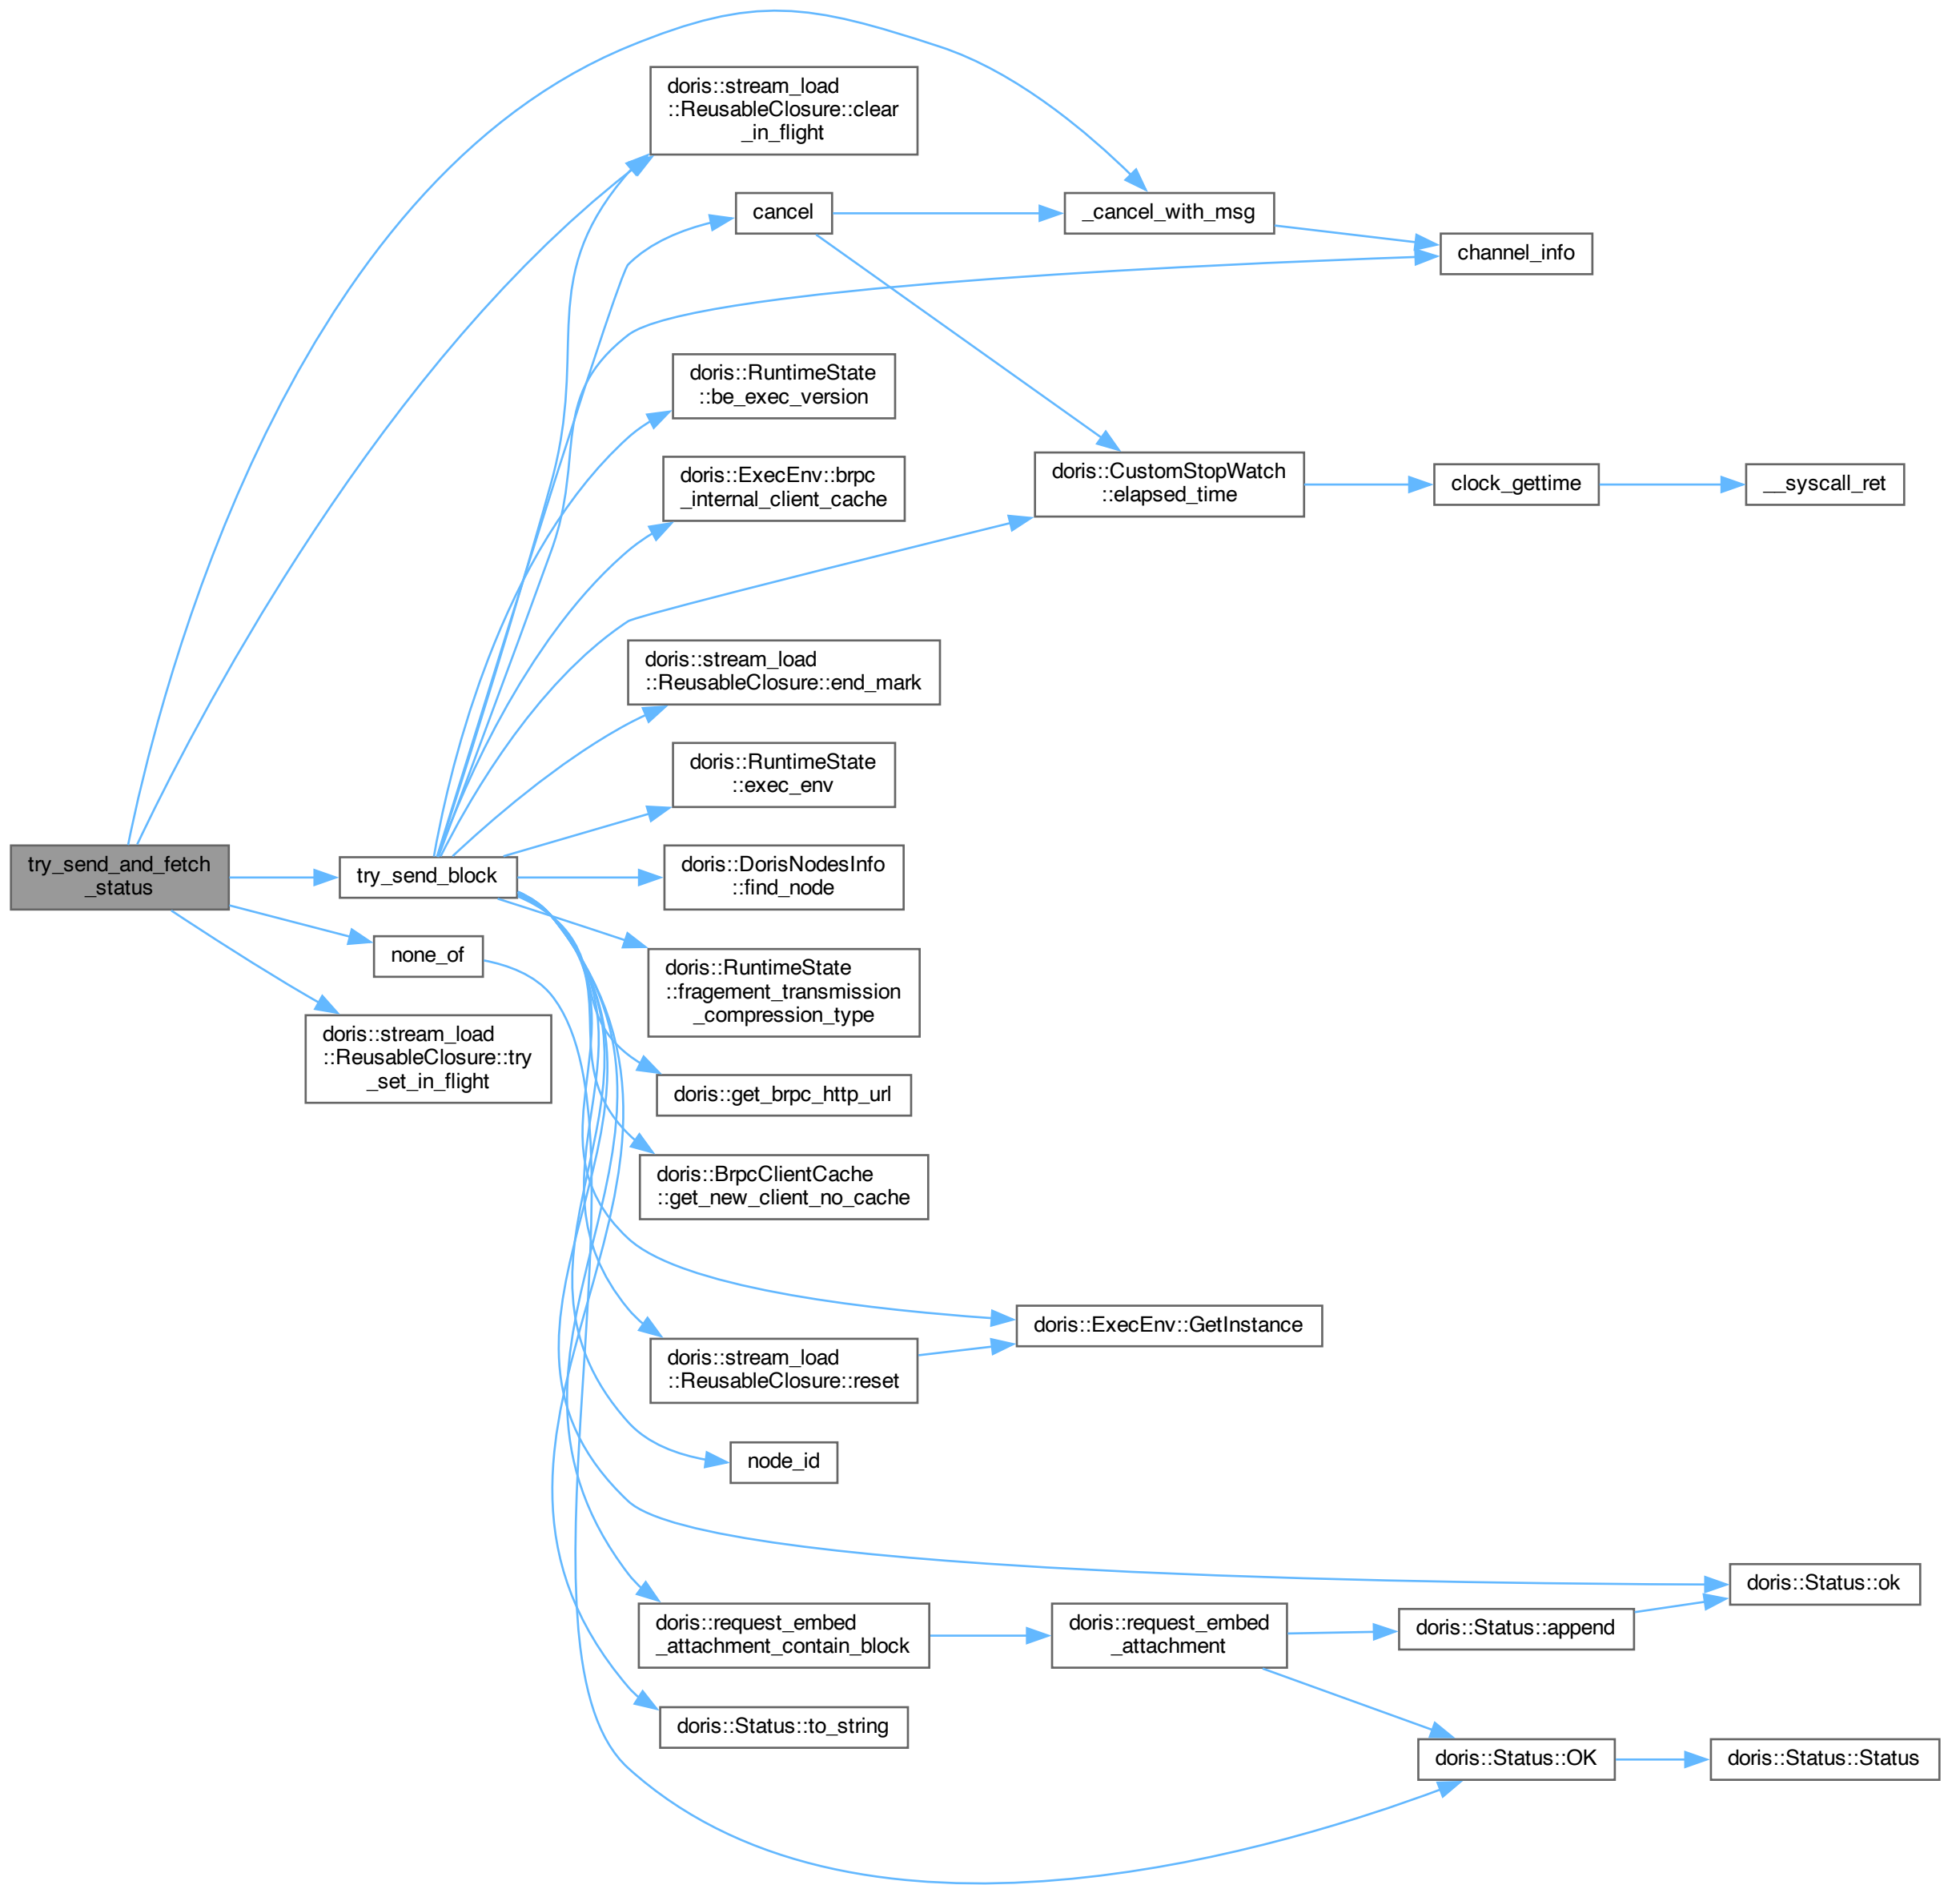 doris::stream_load
::ReusableClosure::clear
_in_flight
cancel
_cancel_with_msg
channel_info
doris::RuntimeState
::be_exec_version
doris::ExecEnv::brpc
_internal_client_cache
doris::CustomStopWatch
::elapsed_time
clock_gettime
__syscall_ret
doris::stream_load
::ReusableClosure::end_mark
doris::RuntimeState
::exec_env
try_send_and_fetch
_status
try_send_block
doris::DorisNodesInfo
::find_node
none_of
doris::RuntimeState
::fragement_transmission
_compression_type
doris::stream_load
::ReusableClosure::try
_set_in_flight
doris::get_brpc_http_url
doris::BrpcClientCache
::get_new_client_no_cache
doris::ExecEnv::GetInstance
doris::stream_load
::ReusableClosure::reset
node_id
doris::Status::ok
doris::request_embed
_attachment_contain_block
doris::request_embed
_attachment
doris::Status::append
doris::Status::to_string
doris::Status::OK
doris::Status::Status